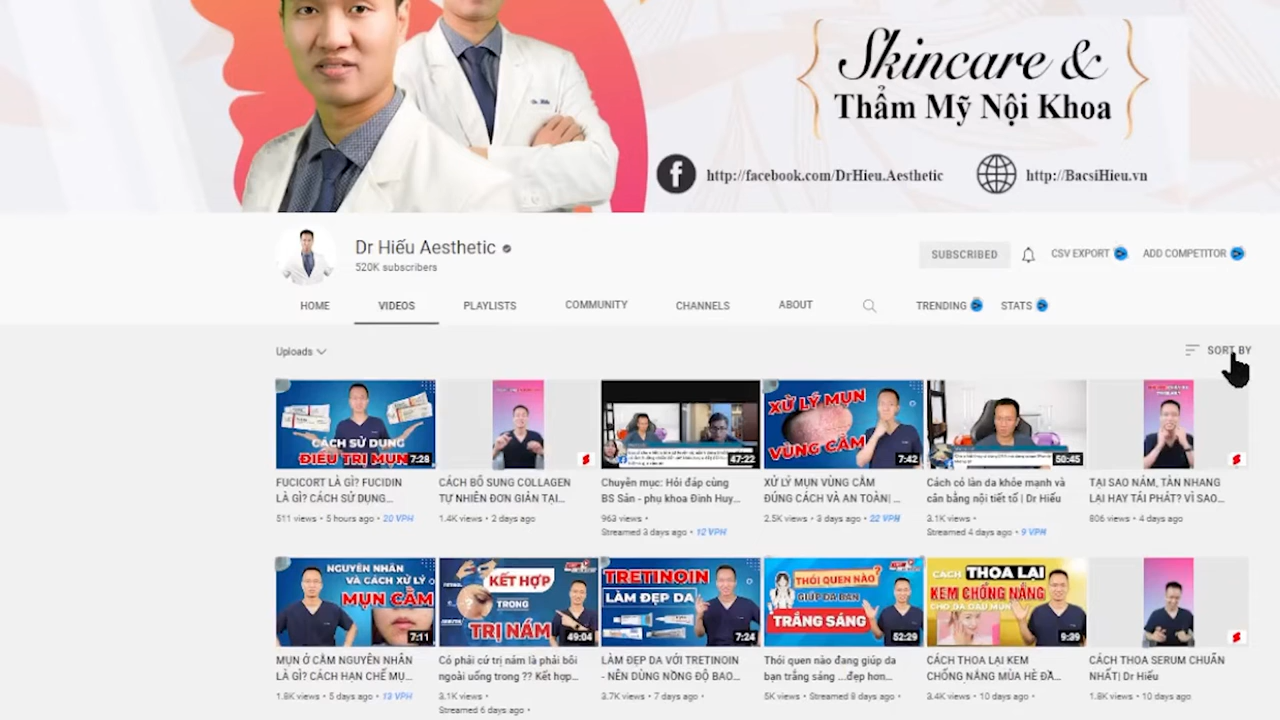 Skincare &
Thẩm Mỹ Nội Khoa
http://facebook.com/DrHieu.Aesthetic
http://BacsiHieu.vn
Dr Hiếu Aesthetic
520K subscribers
SUBSCRIBED
CSV EXPORT
ADD COMPETITOR
HOME
VIDEOS
PLAYLISTS
COMMUNITY
CHANNELS
ABOUT
TRENDING
STATS
Uploads
SORT BY
CÁCH SỬ DỤNG
ĐIỀU TRỊ MỤN
7:28
47:22
XỬ LÝ MỤN
VÙNG CẰM
7:42
50:45
FUCICORT LÀ GÌ? FUCIDIN
LÀ GÌ? CÁCH SỬ DỤNG...
511 views • 5 hours ago • 20 VPH
CÁCH BỔ SUNG COLLAGEN
TỰ NHIÊN ĐƠN GIẢN TẠI...
1.4K views • 2 days ago
Chuyên mục: Hỏi đáp cùng
BS Sản - phụ khoa Đinh Huy...
963 views •
Streamed 3 days ago • 12 VPH
XỬ LÝ MỤN VÙNG CẰM
ĐÚNG CÁCH VÀ AN TOÀN| ...
2.5K views • 3 days ago • 22 VPH
Cách có làn da khỏe mạnh và
cân bằng nội tiết tố | Dr Hiếu
3.1K views •
Streamed 4 days ago • 9 VPH
TẠI SAO NÁM, TÀN NHANG
LẠI HAY TÁI PHÁT? VÌ SAO...
806 views • 4 days ago
NGUYÊN NHÂN
VÀ CÁCH XỬ LÝ
MỤN CẰM
7:11
KẾT HỢP
TRONG
TRỊ NÁM
49:04
TRETINOIN
LÀM ĐẸP DA
7:24
THÓI QUEN NÀO?
GIÚP DA BẠN
TRẮNG SÁNG
52:29
CÁCH THOA LẠI
KEM CHỐNG NẮNG
CHO DA DẦU MỤN
9:39
MỤN Ở CẰM NGUYÊN NHÂN
LÀ GÌ? CÁCH HẠN CHẾ MỤ...
1.8K views • 5 days ago • 13 VPH
Có phải cứ trị nám là phải bôi
ngoài uống trong ?? Kết hợp...
3.1K views •
Streamed 6 days ago •
LÀM ĐẸP DA VỚI TRETINOIN
- NÊN DÙNG NỒNG ĐỘ BAO...
3.7K views • 7 days ago •
Thói quen nào đang giúp da
bạn trắng sáng ...đẹp hơn...
5K views • Streamed 8 days ago •
CÁCH THOA LẠI KEM
CHỐNG NẮNG MÙA HÈ DÀ...
3.4K views • 10 days ago •
CÁCH THOA SERUM CHUẨN
NHẤT| Dr Hiếu
1.8K views • 10 days ago